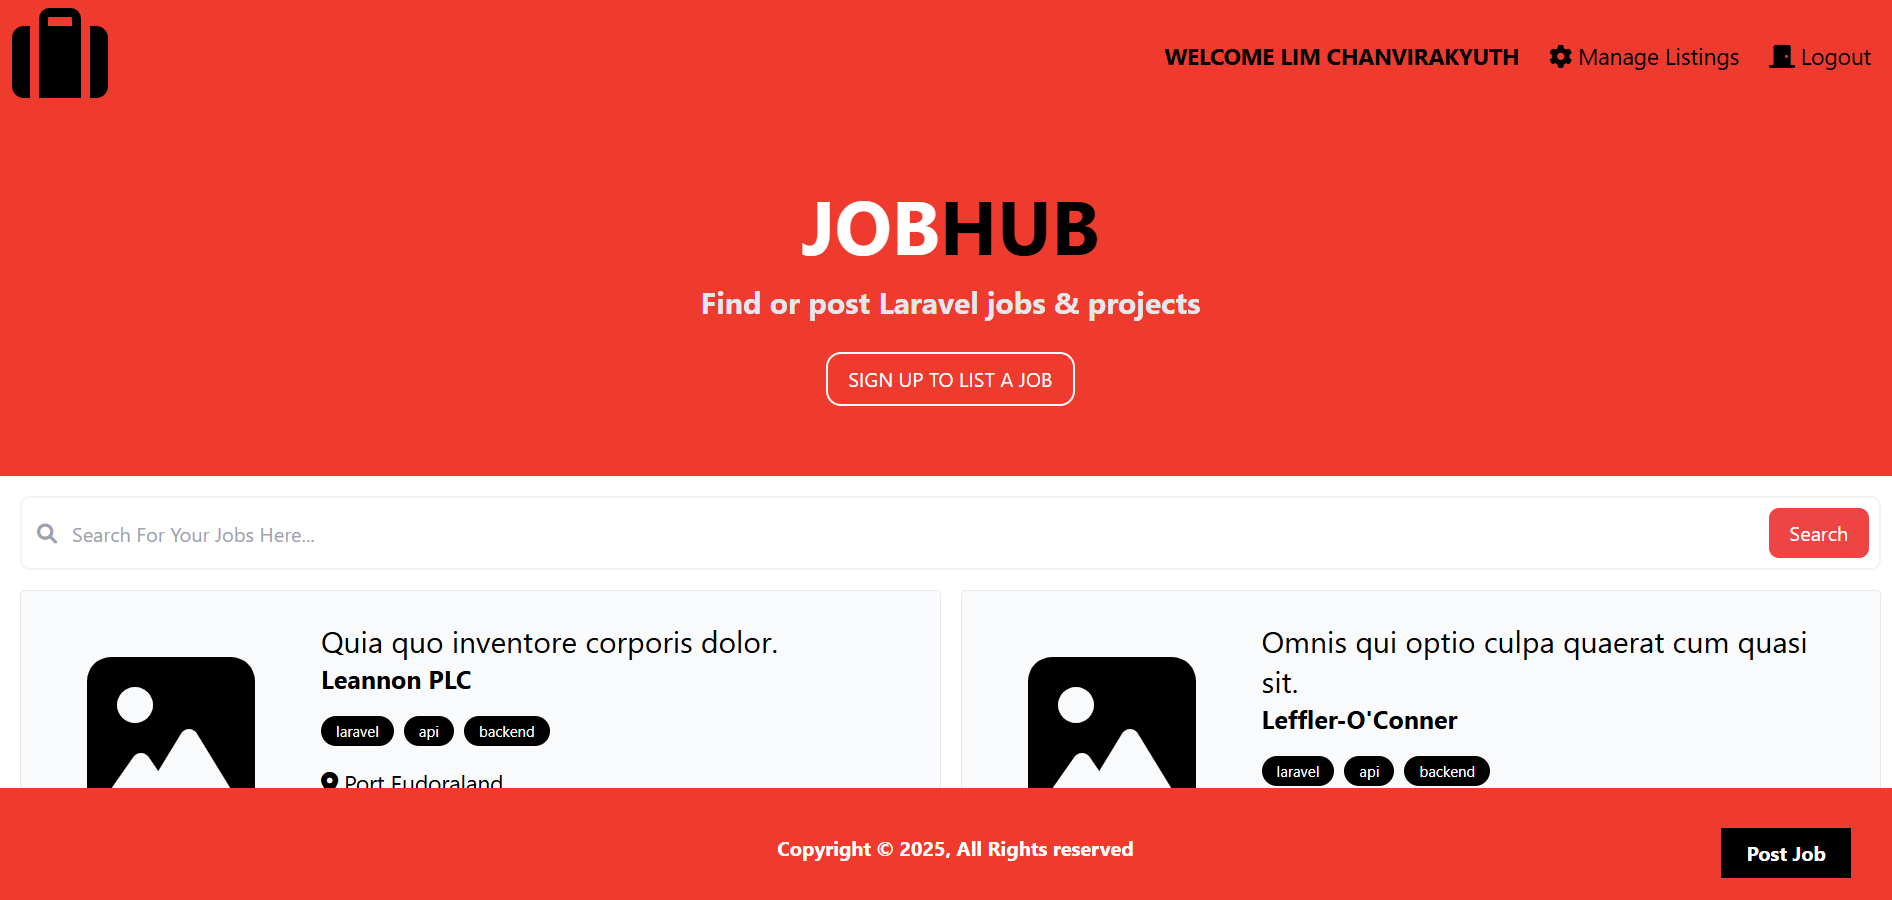 WELCOME LIM CHANVIRAKYUTH
Manage Listings
Logout
JOBHUB
Find or post Laravel jobs & projects
SIGN UP TO LIST A JOB
Search For Your Jobs Here...
Search
Quia quo inventore corporis dolor.
Leannon PLC
laravel
api
backend
Port Eudoraland
Omnis qui optio culpa quaerat cum quasi
sit.
Leffler-O'Conner
laravel
api
backend
Copyright © 2025, All Rights reserved
Post Job